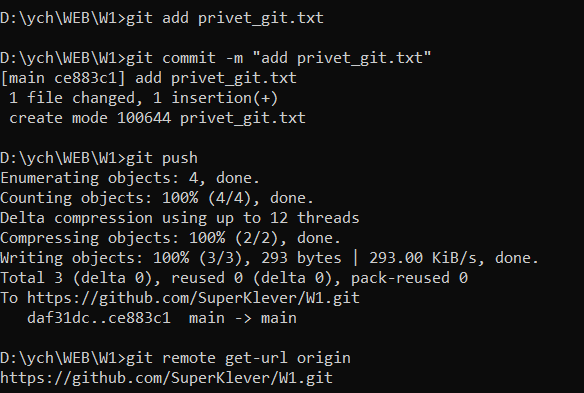 D:\ych\WEB\W1>git add privet_git.txt
D:\ych\WEB\W1>git commit -m "add privet_git.txt"
[main ce883c1] add privet_git.txt
 1 file changed, 1 insertion(+)
 create mode 100644 privet_git.txt
D:\ych\WEB\W1>git push
Enumerating objects: 4, done.
Counting objects: 100% (4/4), done.
Delta compression using up to 12 threads
Compressing objects: 100% (2/2), done.
Writing objects: 100% (3/3), 293 bytes | 293.00 KiB/s, done.
Total 3 (delta 0), reused 0 (delta 0), pack-reused 0
To https://github.com/SuperKlever/W1.git
   daf31dc..ce883c1  main -> main
D:\ych\WEB\W1>git remote get-url origin
https://github.com/SuperKlever/W1.git